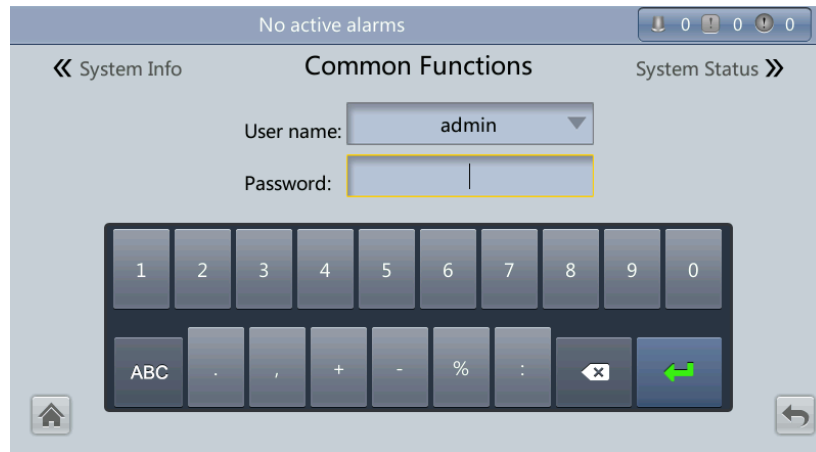 No active alarms 0 0 0
System Info Common Functions System Status
User name: admin
Password:
1 2 3 4 5 6 7 8 9 0
ABC . , + - % :